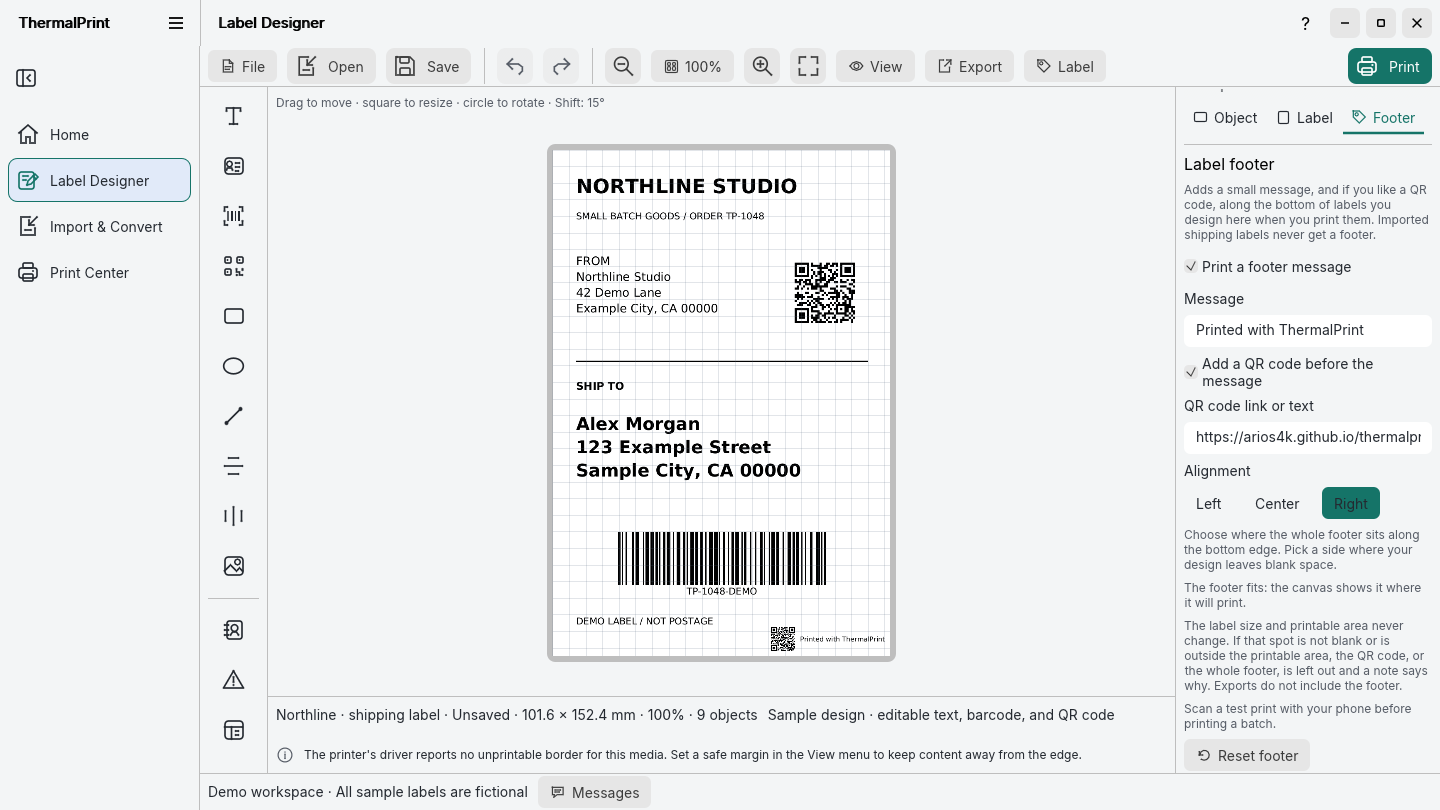 ThermalPrint
Label Designer
?
File
Open
Save
100%
View
Export
Label
Print
Home
Label Designer
Import & Convert
Print Center
Drag to move · square to resize · circle to rotate · Shift: 15°
NORTHLINE STUDIO
SMALL BATCH GOODS / ORDER TP-1048
FROM
Northline Studio
42 Demo Lane
Example City, CA 00000
SHIP TO
Alex Morgan
123 Example Street
Sample City, CA 00000
TP-1048-DEMO
DEMO LABEL / NOT POSTAGE
Printed with ThermalPrint
Object
Label
Footer
Label footer
Adds a small message, and if you like a QR
code, along the bottom of labels you
design here when you print them. Imported
shipping labels never get a footer.
Print a footer message
Message
Printed with ThermalPrint
Add a QR code before the
message
QR code link or text
https://arios4k.github.io/thermalpr
Alignment
Left
Center
Right
Choose where the whole footer sits along
the bottom edge. Pick a side where your
design leaves blank space.
The footer fits: the canvas shows it where
it will print.
The label size and printable area never
change. If that spot is not blank or is
outside the printable area, the QR code, or
the whole footer, is left out and a note says
why. Exports do not include the footer.
Scan a test print with your phone before
printing a batch.
Reset footer
Northline · shipping label · Unsaved · 101.6 × 152.4 mm · 100% · 9 objects
Sample design · editable text, barcode, and QR code
The printer's driver reports no unprintable border for this media. Set a safe margin in the View menu to keep content away from the edge.
Demo workspace · All sample labels are fictional
Messages